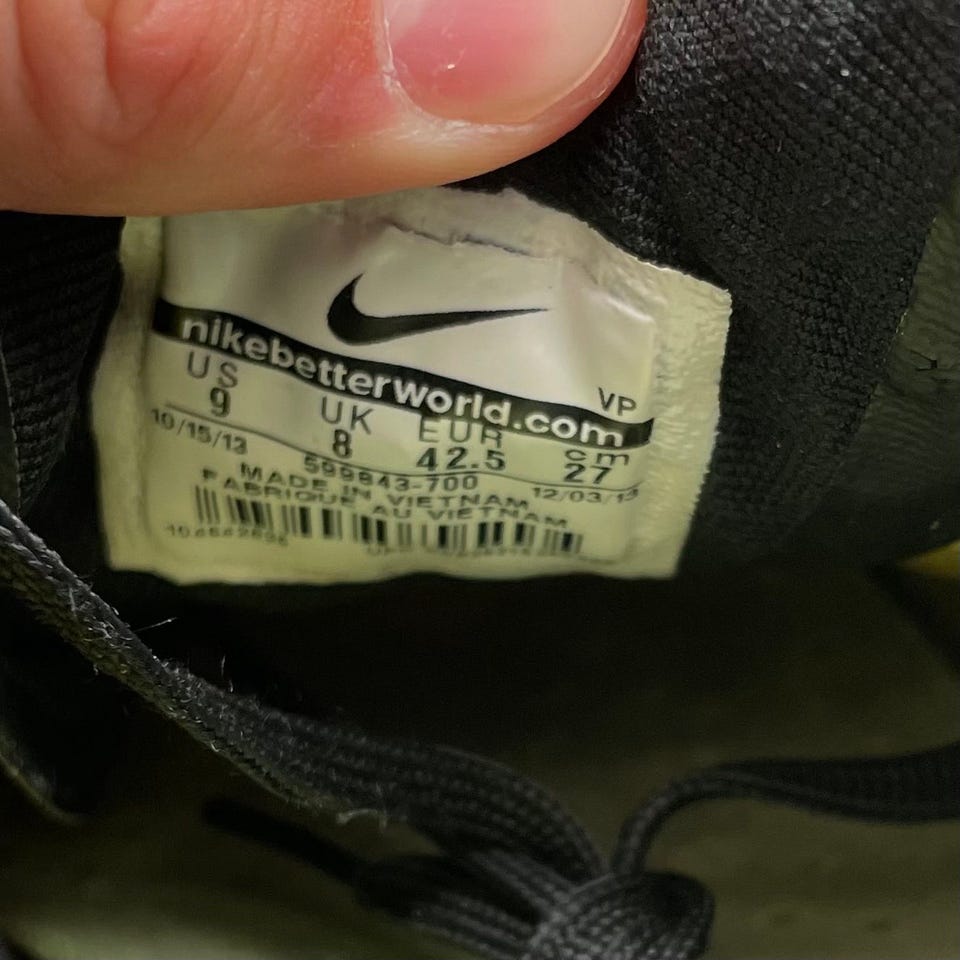 nikebetterworld.com
VP
US UK EUR cm
9 8 42.5 27
10/15/13 12/03/13
599843-700
MADE IN VIETNAM
FABRIQUE AU VIETNAM